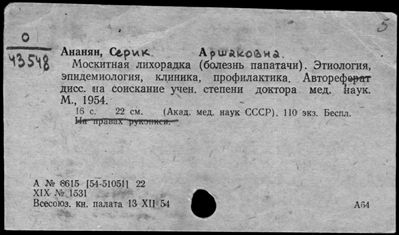 5
0
43548
Ананян, Серик Аршаковна.
Москитная лихорадка (болезнь папатачи). Этиология,
эпидемиология, клиника, профилактика. Автореферат
дисс. на соискание учен. степени доктора мед. наук.
М., 1954.
16 с. 22 см. (Акад. мед. наук СССР). 110 экз. Беспл.
На правах рукописи.
А № 8615 [54-51051] 22
XIX № 1531
Всесоюз. кн. палата 13 XII 54 А64